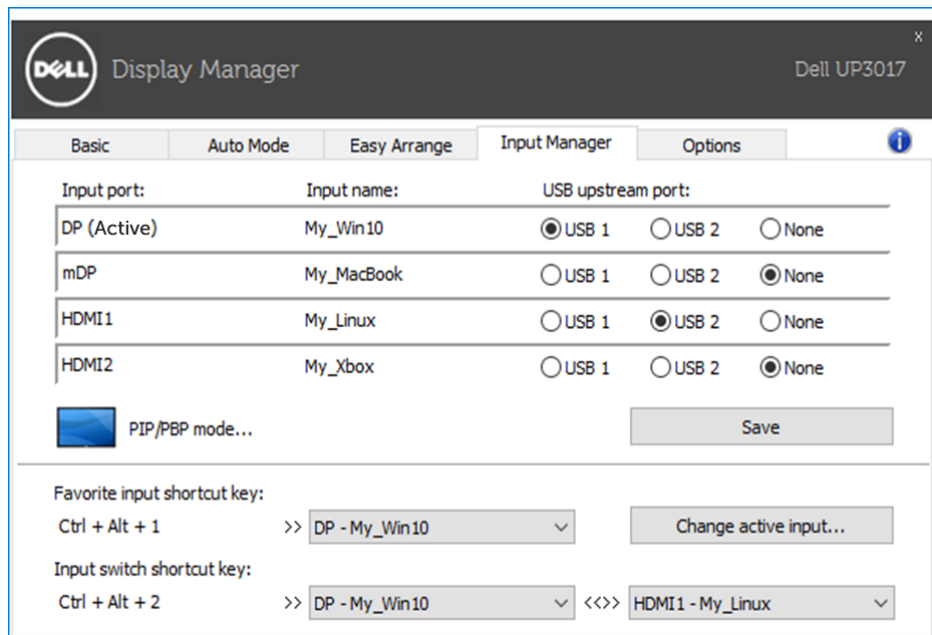 x
DELL Display Manager Dell UP3017
Basic Auto Mode Easy Arrange Input Manager Options i
Input port: Input name: USB upstream port:
DP (Active) My_Win10 USB 1 USB 2 None
mDP My_MacBook USB 1 USB 2 None
HDMI1 My_Linux USB 1 USB 2 None
HDMI2 My_Xbox USB 1 USB 2 None
PIP/PBP mode... Save
Favorite input shortcut key:
Ctrl + Alt + 1 >> DP - My_Win10 Change active input...
Input switch shortcut key:
Ctrl + Alt + 2 >> DP - My_Win10 <<>> HDMI1 - My_Linux